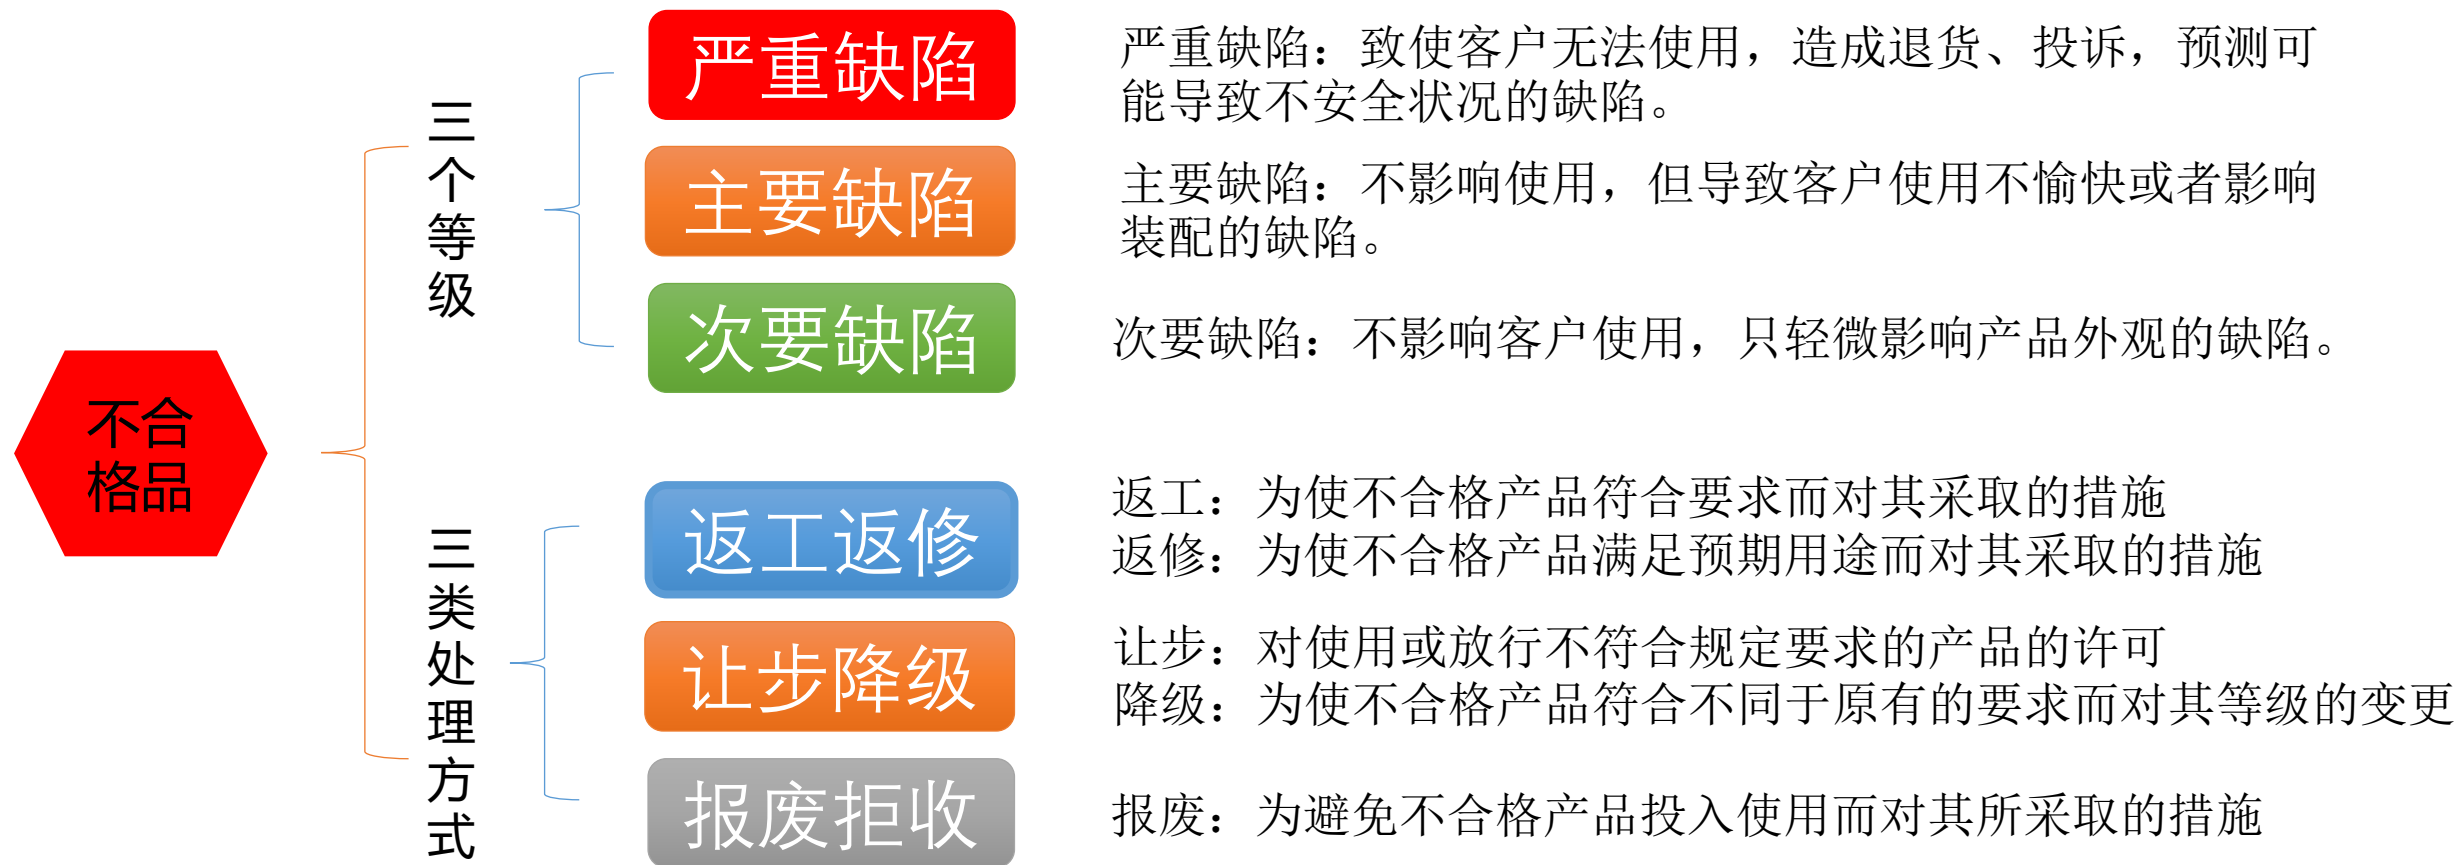 不合
格品
三个等级
严重缺陷
严重缺陷：致使客户无法使用，造成退货、投诉，预测可
能导致不安全状况的缺陷。
主要缺陷
主要缺陷：不影响使用，但导致客户使用不愉快或者影响
装配的缺陷。
次要缺陷
次要缺陷：不影响客户使用，只轻微影响产品外观的缺陷。
三类处理方式
返工返修
返工：为使不合格产品符合要求而对其采取的措施
返修：为使不合格产品满足预期用途而对其采取的措施
让步降级
让步：对使用或放行不符合规定要求的产品的许可
降级：为使不合格产品符合不同于原有的要求而对其等级的变更
报废拒收
报废：为避免不合格产品投入使用而对其所采取的措施